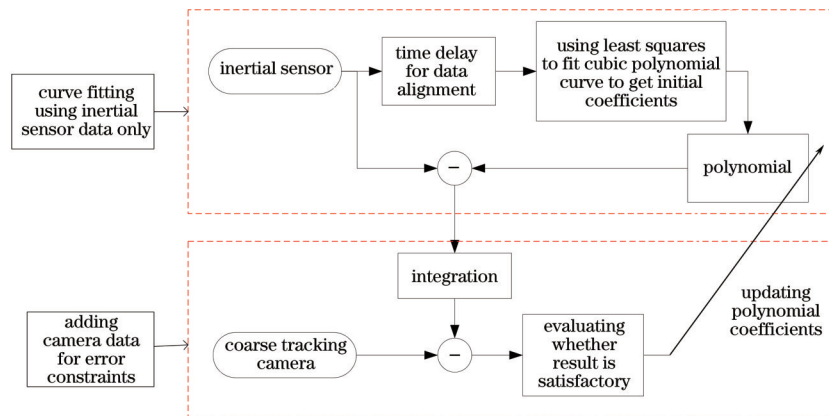 curve fitting
using inertial
sensor data only
inertial sensor
time delay
for data
alignment
using least squares
to fit cubic polynomial
curve to get initial
coefficients
polynomial
−
integration
adding
camera data
for error
constraints
coarse tracking
camera
−
evaluating
whether
result is
satisfactory
updating
polynomial
coefficients